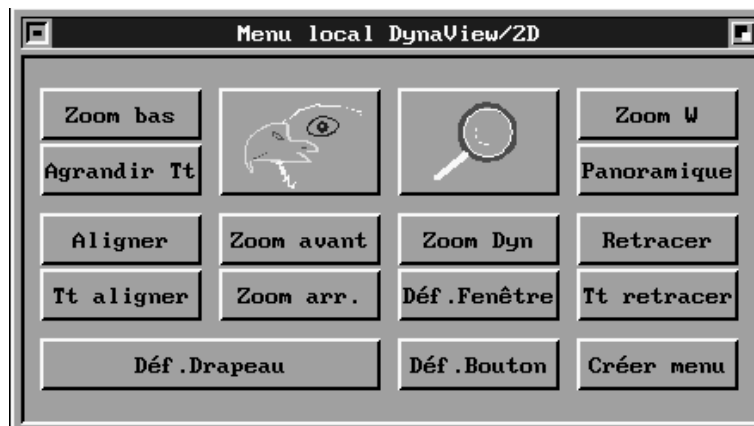 Menu local DynaView/2D
Zoom bas
Zoom W
Agrandir Tt
Panoramique
Aligner
Zoom avant
Zoom Dyn
Retracer
Tt aligner
Zoom arr.
Déf.Fenêtre
Tt retracer
Déf.Drapeau
Déf.Bouton
Créer menu